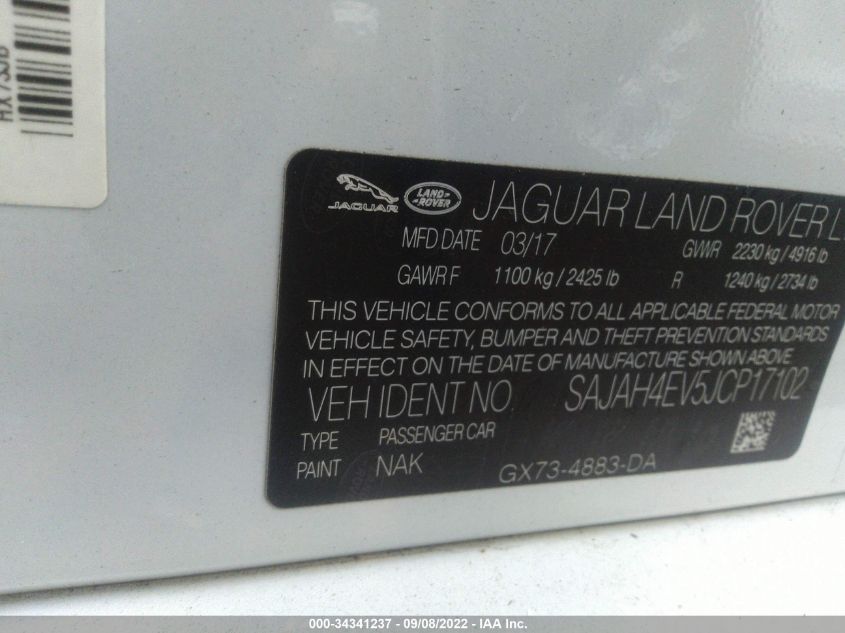 HX73JB
JAGUAR
LAND ROVER
JAGUAR LAND ROVER L
MFD DATE 03/17 GVWR 2230 kg / 4916 lb
GAWR F 1100 kg / 2425 lb R 1240 kg / 2734 lb
THIS VEHICLE CONFORMS TO ALL APPLICABLE FEDERAL MOTOR
VEHICLE SAFETY, BUMPER AND THEFT PREVENTION STANDARDS
IN EFFECT ON THE DATE OF MANUFACTURE SHOWN ABOVE.
VEH IDENT NO SAJAH4EV5JCP17102
TYPE PASSENGER CAR
PAINT NAK GX73-4883-DA
000-34341237 - 09/08/2022 - IAA Inc.